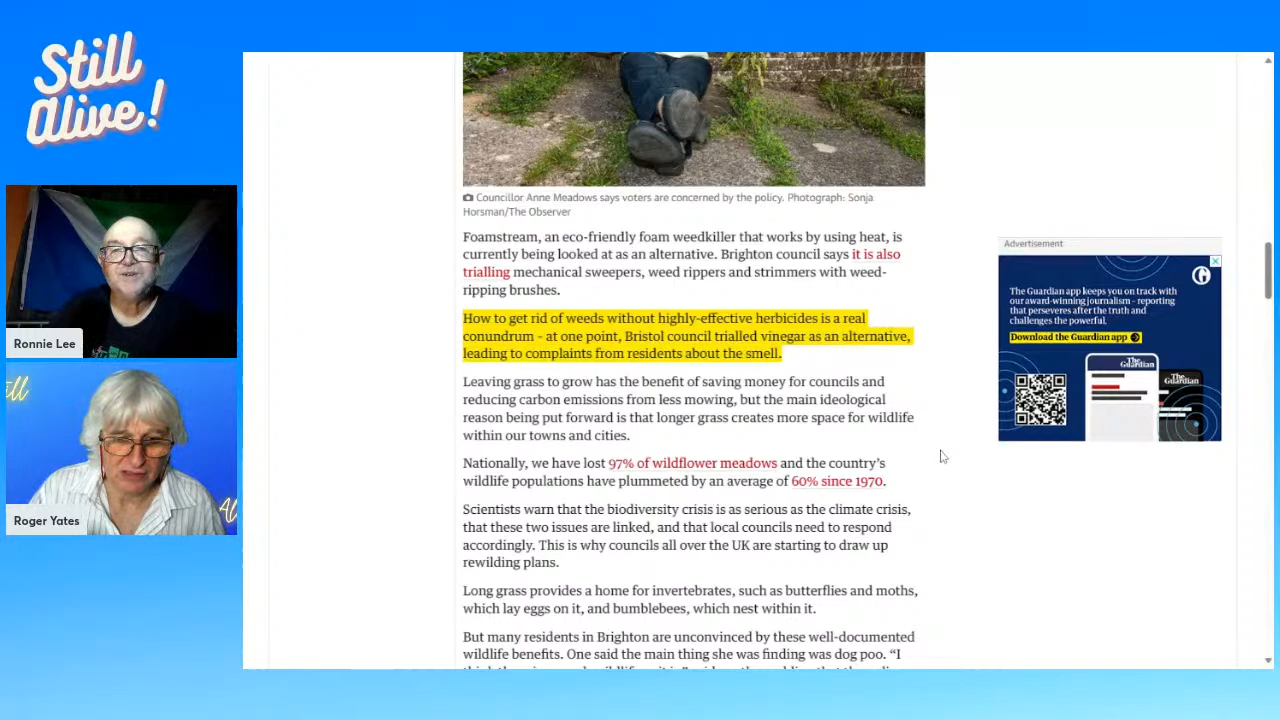 Still
Alive!
Ronnie Lee
Roger Yates
Councillor Anne Meadows says voters are concerned by the policy. Photograph: Sonja
Horsman/The Observer
Foamstream, an eco-friendly foam weedkiller that works by using heat, is
currently being looked at as an alternative. Brighton council says it is also
trialling mechanical sweepers, weed rippers and strimmers with weed-
ripping brushes.
How to get rid of weeds without highly-effective herbicides is a real
conundrum – at one point, Bristol council trialled vinegar as an alternative,
leading to complaints from residents about the smell.
Leaving grass to grow has the benefit of saving money for councils and
reducing carbon emissions from less mowing, but the main ideological
reason being put forward is that longer grass creates more space for wildlife
within our towns and cities.
Nationally, we have lost 97% of wildflower meadows and the country's
wildlife populations have plummeted by an average of 60% since 1970.
Scientists warn that the biodiversity crisis is as serious as the climate crisis,
that these two issues are linked, and that local councils need to respond
accordingly. This is why councils all over the UK are starting to draw up
rewilding plans.
Long grass provides a home for invertebrates, such as butterflies and moths,
which lay eggs on it, and bumblebees, which nest within it.
But many residents in Brighton are unconvinced by these well-documented
wildlife benefits. One said the main thing she was finding was dog poo. "I
Advertisement
The Guardian app keeps you on track with
our award-winning journalism – reporting
that perseveres after the truth and
challenges the powerful.
Download the Guardian app
The
Guardian
The
Guardian